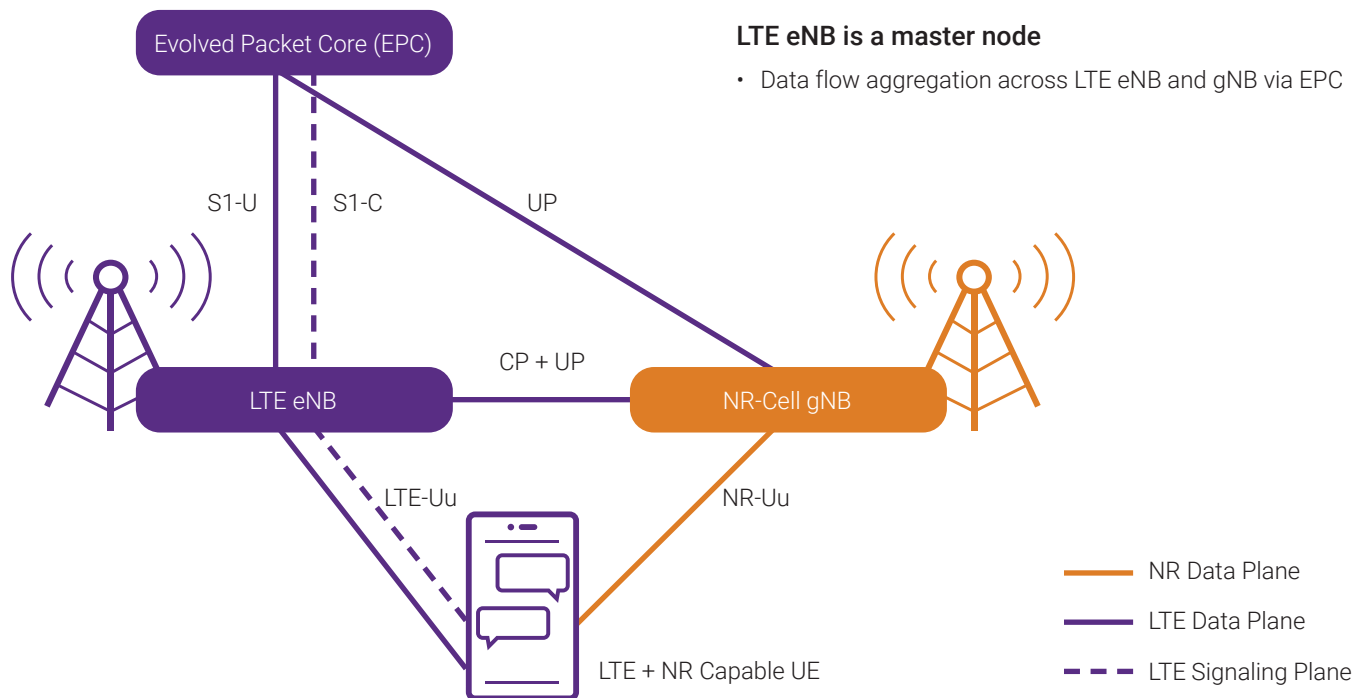 Evolved Packet Core (EPC)
LTE eNB is a master node
• Data flow aggregation across LTE eNB and gNB via EPC
S1-U
S1-C
UP
CP + UP
LTE eNB
NR-Cell gNB
LTE-Uu
NR-Uu
LTE + NR Capable UE
NR Data Plane
LTE Data Plane
LTE Signaling Plane